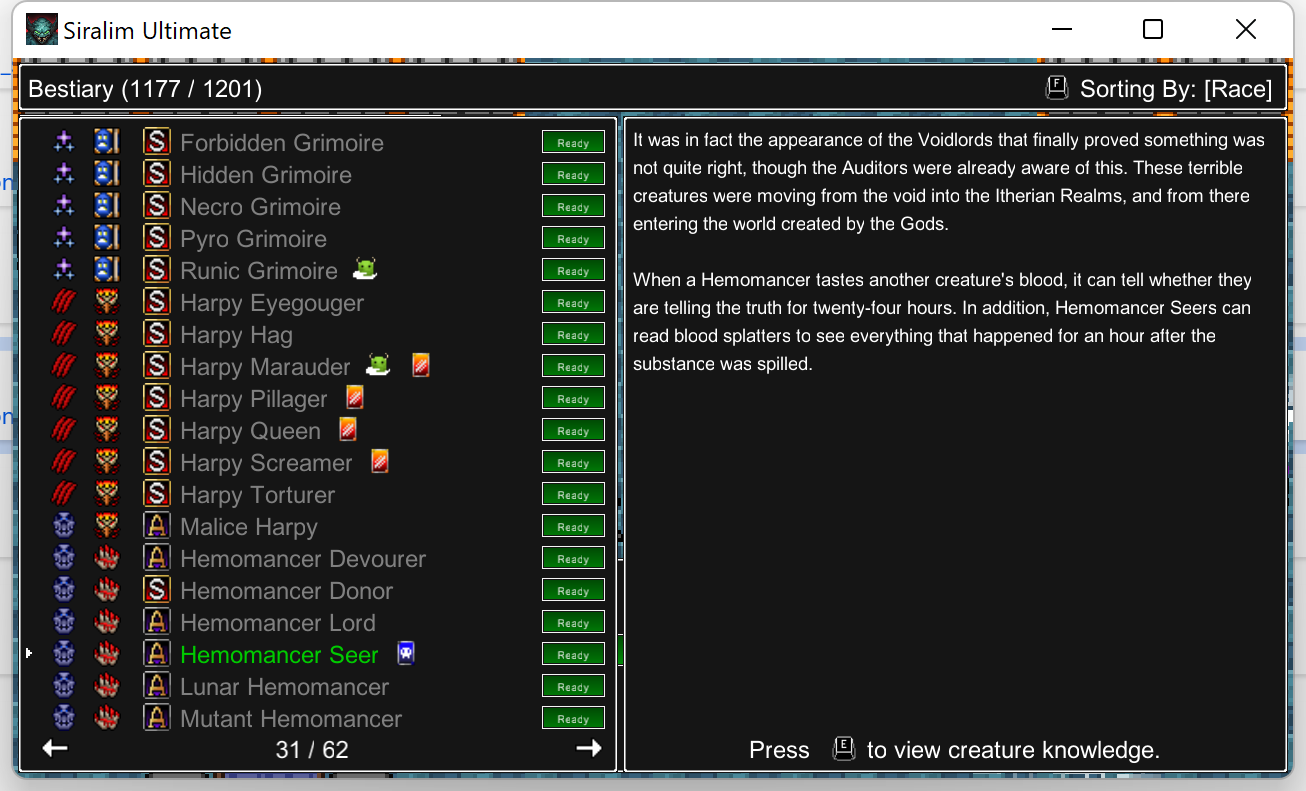 Siralim Ultimate
Bestiary (1177 / 1201)
F Sorting By: [Race]
S Forbidden Grimoire Ready
S Hidden Grimoire Ready
S Necro Grimoire Ready
S Pyro Grimoire Ready
S Runic Grimoire Ready
S Harpy Eyegouger Ready
S Harpy Hag Ready
S Harpy Marauder Ready
S Harpy Pillager Ready
S Harpy Queen Ready
S Harpy Screamer Ready
S Harpy Torturer Ready
A Malice Harpy Ready
A Hemomancer Devourer Ready
S Hemomancer Donor Ready
A Hemomancer Lord Ready
A Hemomancer Seer Ready
A Lunar Hemomancer Ready
A Mutant Hemomancer Ready
31 / 62
It was in fact the appearance of the Voidlords that finally proved something was
not quite right, though the Auditors were already aware of this. These terrible
creatures were moving from the void into the Itherian Realms, and from there
entering the world created by the Gods.
When a Hemomancer tastes another creature's blood, it can tell whether they
are telling the truth for twenty-four hours. In addition, Hemomancer Seers can
read blood splatters to see everything that happened for an hour after the
substance was spilled.
Press E to view creature knowledge.